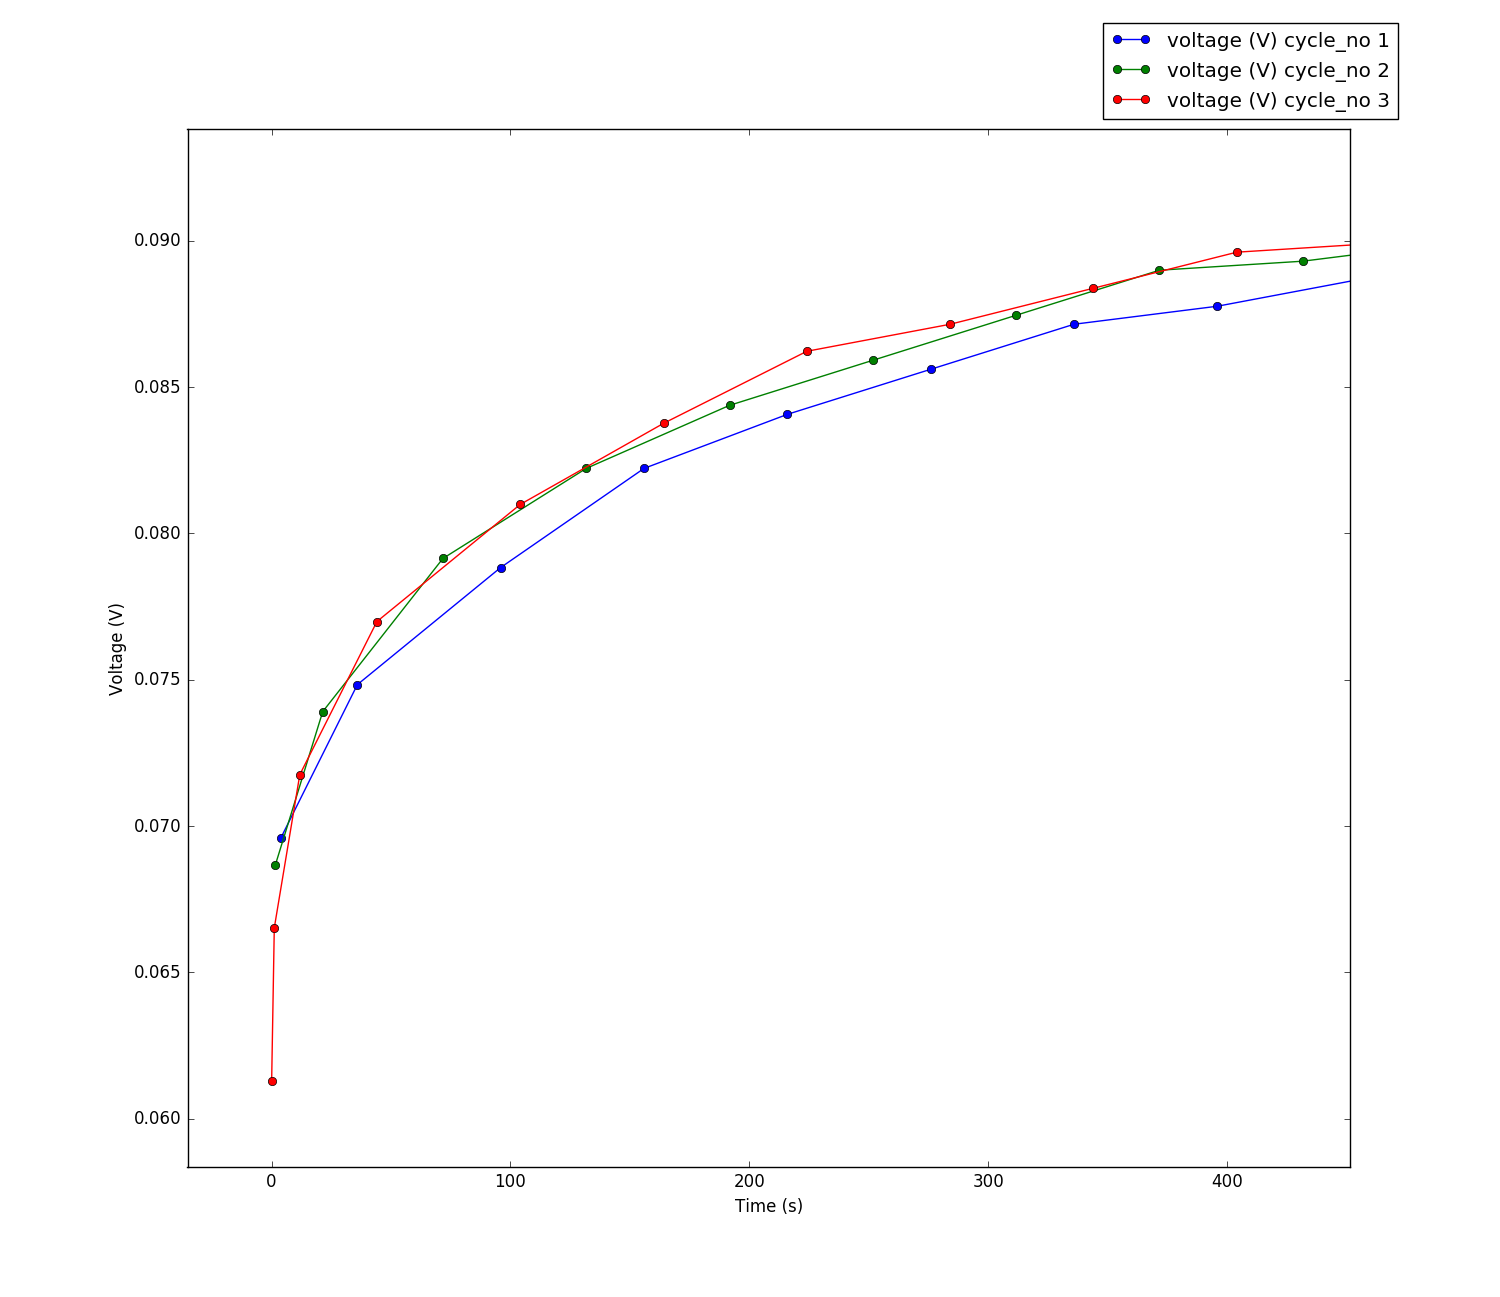 voltage (V) cycle_no 1
voltage (V) cycle_no 2
voltage (V) cycle_no 3
0.090
0.085
0.080
0.075
0.070
0.065
0.060
Voltage (V)
0 100 200 300 400
Time (s)